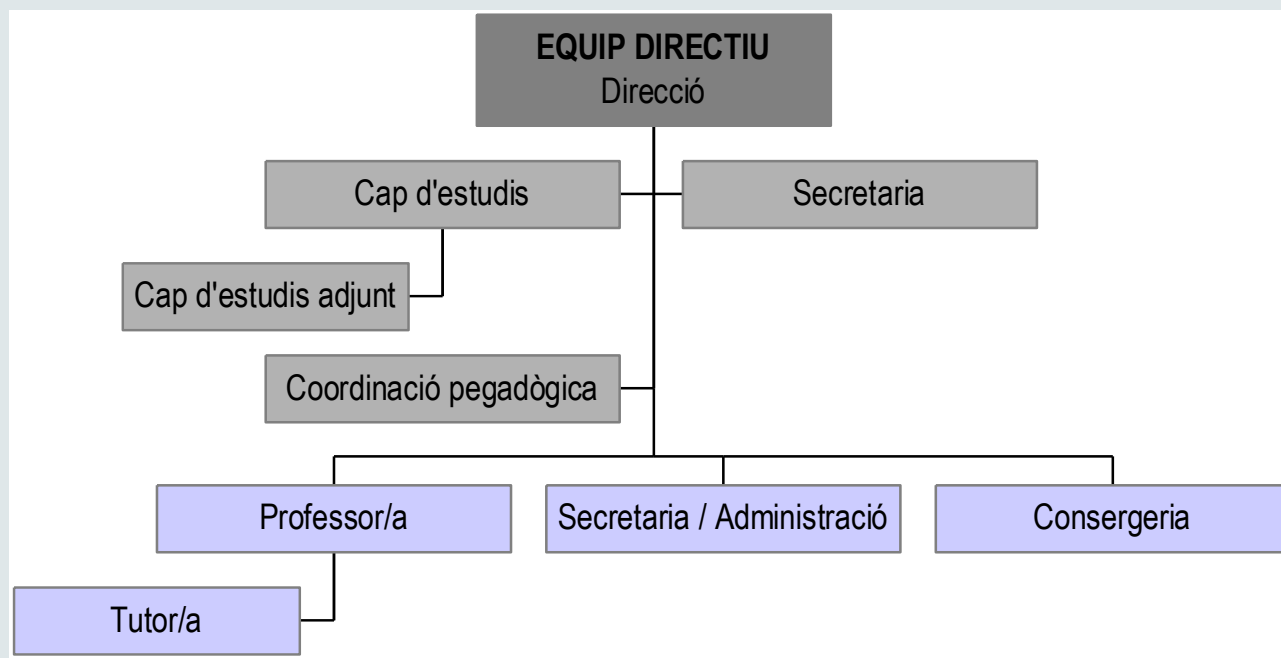 EQUIP DIRECTIU
Direcció
Cap d'estudis
Secretaria
Cap d'estudis adjunt
Coordinació pegadògica
Professor/a
Secretaria / Administració
Consergeria
Tutor/a